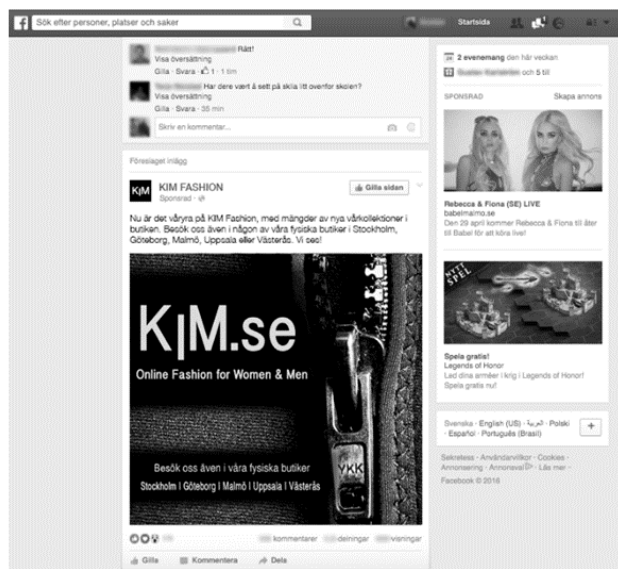 Sök efter personer, platser och saker
Startsida
Rätt!
Visa översättning
Gilla · Svara · 1 · 1 tim
Har dere vært å sett på skila litt ovenfor skolen?
Visa översättning
Gilla · Svara · 35 min
Skriv en kommentar...
Föreslaget inlägg
KIM FASHION
Sponsrad ·
Gilla sidan
Nu är det våryra på KIM Fashion, med mängder av nya vårkollektioner i
butiken. Besök oss även i någon av våra fysiska butiker i Stockholm,
Göteborg, Malmö, Uppsala eller Västerås. Vi ses!
K|M.se
Online Fashion for Women & Men
YKK
Besök oss även i våra fysiska butiker
Stockholm | Göteborg | Malmö | Uppsala | Västerås
kommentarer delningar visningar
Gilla Kommentera Dela
2 evenemang den här veckan
och 5 till
SPONSRAD Skapa annons
Rebecca & Fiona (SE) LIVE
babelmalmo.se
Den 29 april kommer Rebecca & Fiona till åter
till Babel för att köra live!
NYTT
SPEL
Spela gratis!
Legends of Honor
Led dina arméer i krig i Legends of Honor!
Spela gratis nu!
Svenska · English (US) · العربية · Polski
· Español · Português (Brasil)
Sekretess · Användarvillkor · Cookies ·
Annonsering · Annonsval · Läs mer ·
Facebook © 2016